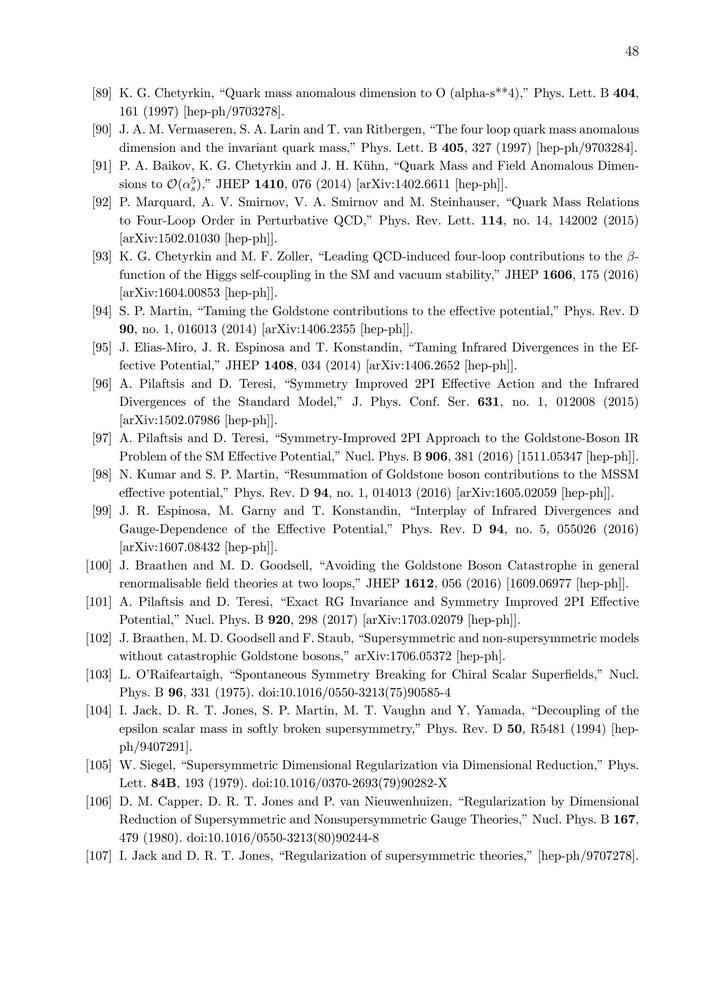 48
[89] K. G. Chetyrkin, “Quark mass anomalous dimension to O (alpha-s**4),” Phys. Lett. B 404,
161 (1997) [hep-ph/9703278].
[90] J. A. M. Vermaseren, S. A. Larin and T. van Ritbergen, “The four loop quark mass anomalous
dimension and the invariant quark mass,” Phys. Lett. B 405, 327 (1997) [hep-ph/9703284].
[91] P. A. Baikov, K. G. Chetyrkin and J. H. Kühn, “Quark Mass and Field Anomalous Dimen-
sions to 𝒪(α_s^5),” JHEP 1410, 076 (2014) [arXiv:1402.6611 [hep-ph]].
[92] P. Marquard, A. V. Smirnov, V. A. Smirnov and M. Steinhauser, “Quark Mass Relations
to Four-Loop Order in Perturbative QCD,” Phys. Rev. Lett. 114, no. 14, 142002 (2015)
[arXiv:1502.01030 [hep-ph]].
[93] K. G. Chetyrkin and M. F. Zoller, “Leading QCD-induced four-loop contributions to the β-
function of the Higgs self-coupling in the SM and vacuum stability,” JHEP 1606, 175 (2016)
[arXiv:1604.00853 [hep-ph]].
[94] S. P. Martin, “Taming the Goldstone contributions to the effective potential,” Phys. Rev. D
90, no. 1, 016013 (2014) [arXiv:1406.2355 [hep-ph]].
[95] J. Elias-Miro, J. R. Espinosa and T. Konstandin, “Taming Infrared Divergences in the Ef-
fective Potential,” JHEP 1408, 034 (2014) [arXiv:1406.2652 [hep-ph]].
[96] A. Pilaftsis and D. Teresi, “Symmetry Improved 2PI Effective Action and the Infrared
Divergences of the Standard Model,” J. Phys. Conf. Ser. 631, no. 1, 012008 (2015)
[arXiv:1502.07986 [hep-ph]].
[97] A. Pilaftsis and D. Teresi, “Symmetry-Improved 2PI Approach to the Goldstone-Boson IR
Problem of the SM Effective Potential,” Nucl. Phys. B 906, 381 (2016) [1511.05347 [hep-ph]].
[98] N. Kumar and S. P. Martin, “Resummation of Goldstone boson contributions to the MSSM
effective potential,” Phys. Rev. D 94, no. 1, 014013 (2016) [arXiv:1605.02059 [hep-ph]].
[99] J. R. Espinosa, M. Garny and T. Konstandin, “Interplay of Infrared Divergences and
Gauge-Dependence of the Effective Potential,” Phys. Rev. D 94, no. 5, 055026 (2016)
[arXiv:1607.08432 [hep-ph]].
[100] J. Braathen and M. D. Goodsell, “Avoiding the Goldstone Boson Catastrophe in general
renormalisable field theories at two loops,” JHEP 1612, 056 (2016) [1609.06977 [hep-ph]].
[101] A. Pilaftsis and D. Teresi, “Exact RG Invariance and Symmetry Improved 2PI Effective
Potential,” Nucl. Phys. B 920, 298 (2017) [arXiv:1703.02079 [hep-ph]].
[102] J. Braathen, M. D. Goodsell and F. Staub, “Supersymmetric and non-supersymmetric models
without catastrophic Goldstone bosons,” arXiv:1706.05372 [hep-ph].
[103] L. O’Raifeartaigh, “Spontaneous Symmetry Breaking for Chiral Scalar Superfields,” Nucl.
Phys. B 96, 331 (1975). doi:10.1016/0550-3213(75)90585-4
[104] I. Jack, D. R. T. Jones, S. P. Martin, M. T. Vaughn and Y. Yamada, “Decoupling of the
epsilon scalar mass in softly broken supersymmetry,” Phys. Rev. D 50, R5481 (1994) [hep-
ph/9407291].
[105] W. Siegel, “Supersymmetric Dimensional Regularization via Dimensional Reduction,” Phys.
Lett. 84B, 193 (1979). doi:10.1016/0370-2693(79)90282-X
[106] D. M. Capper, D. R. T. Jones and P. van Nieuwenhuizen, “Regularization by Dimensional
Reduction of Supersymmetric and Nonsupersymmetric Gauge Theories,” Nucl. Phys. B 167,
479 (1980). doi:10.1016/0550-3213(80)90244-8
[107] I. Jack and D. R. T. Jones, “Regularization of supersymmetric theories,” [hep-ph/9707278].